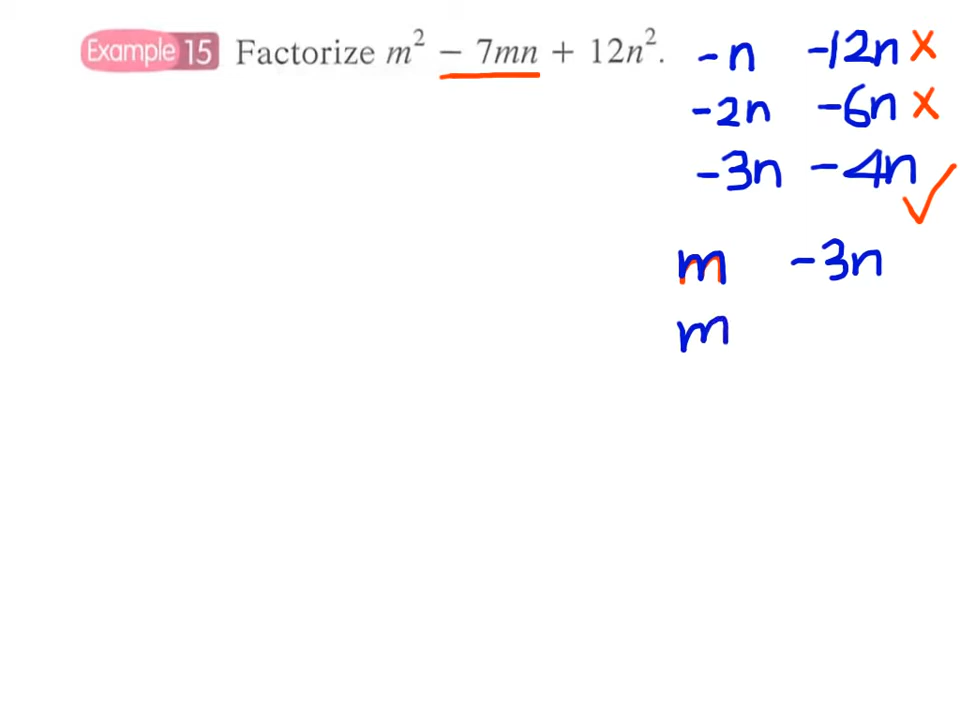 Example 15 Factorize m² − 7mn + 12n².
-n -12n ×
-2n -6n ×
-3n -4n ✓
m -3n
m